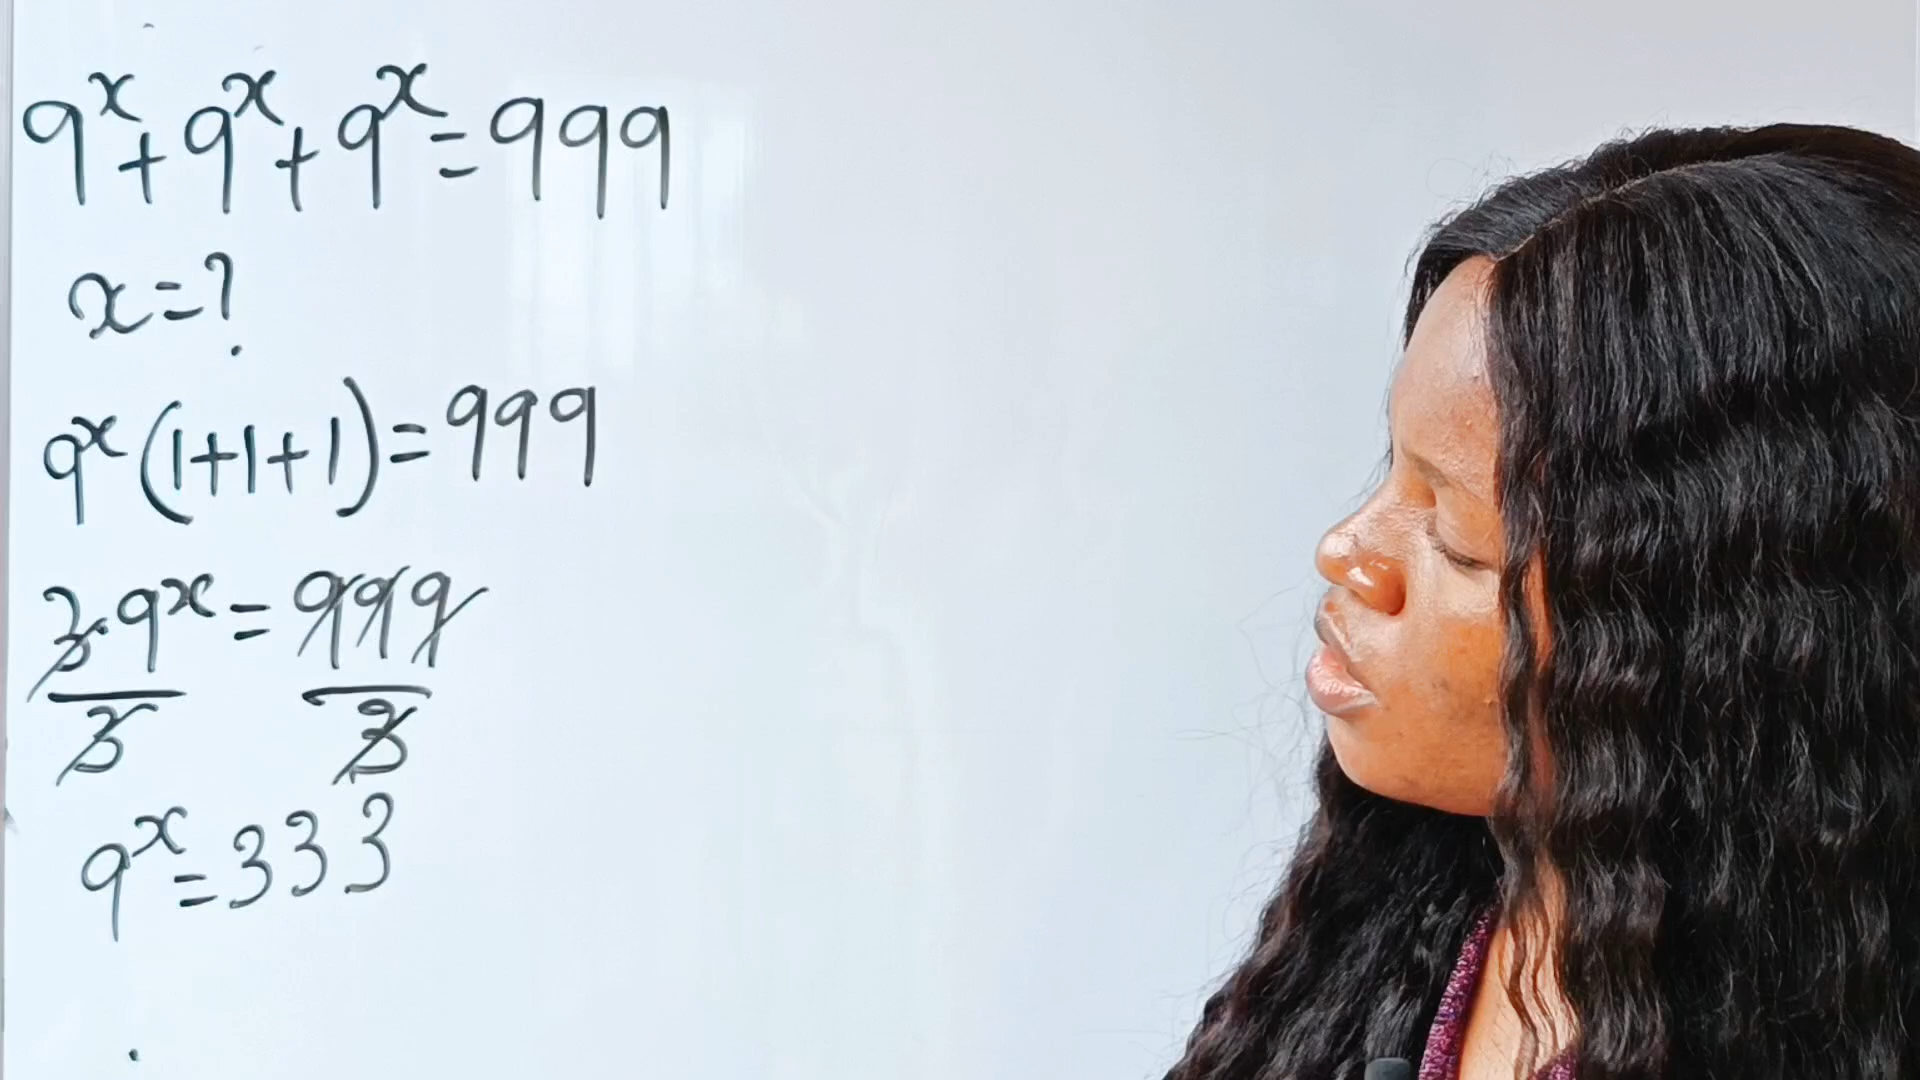 9^x + 9^x + 9^x = 999
x = ?
9^x (1+1+1) = 999
3·9^x = 999
3 3
9^x = 333